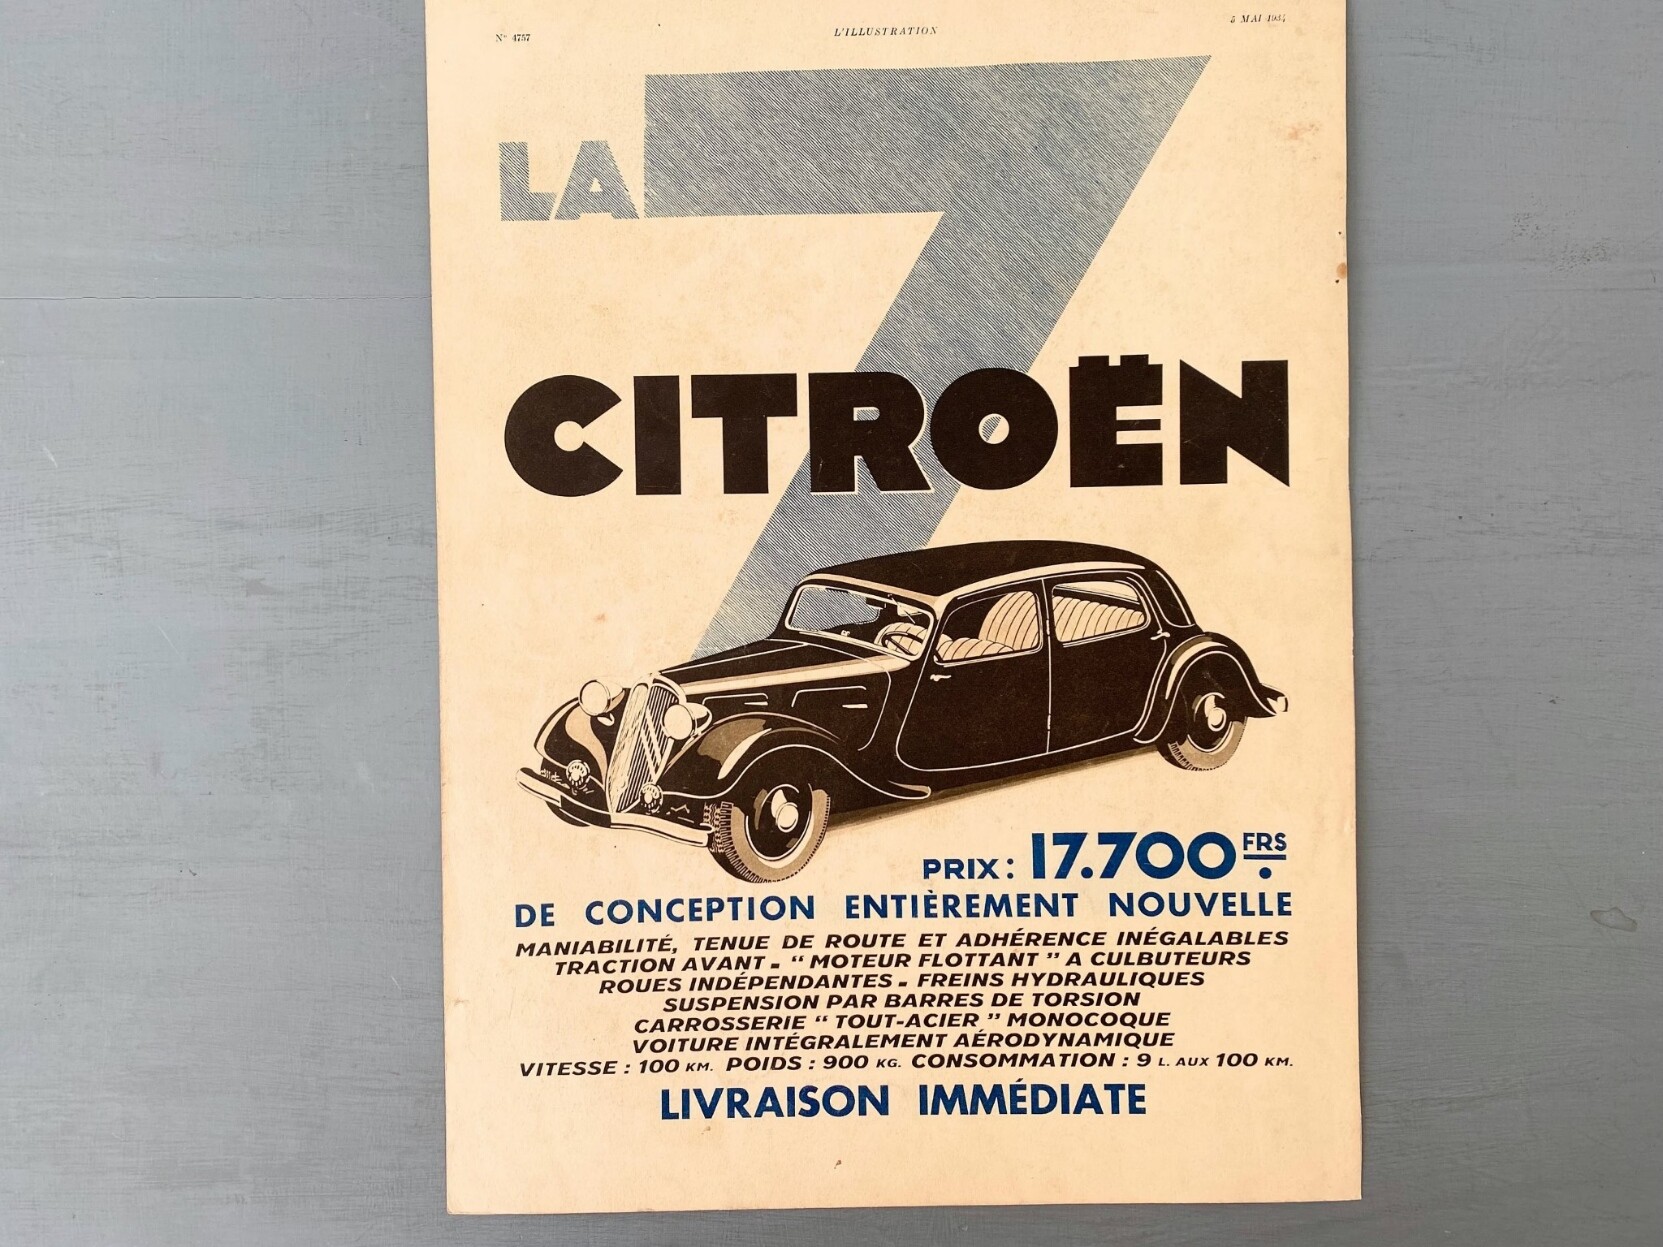 Nº 4757 L'ILLUSTRATION 5 MAI 1934
LA 7
CITROËN
PRIX : 17.700 FRS
DE CONCEPTION ENTIÈREMENT NOUVELLE
MANIABILITÉ, TENUE DE ROUTE ET ADHÉRENCE INÉGALABLES
TRACTION AVANT - “ MOTEUR FLOTTANT ” A CULBUTEURS
ROUES INDÉPENDANTES - FREINS HYDRAULIQUES
SUSPENSION PAR BARRES DE TORSION
CARROSSERIE “ TOUT-ACIER ” MONOCOQUE
VOITURE INTÉGRALEMENT AÉRODYNAMIQUE
VITESSE : 100 KM. POIDS : 900 KG. CONSOMMATION : 9 L. AUX 100 KM.
LIVRAISON IMMÉDIATE